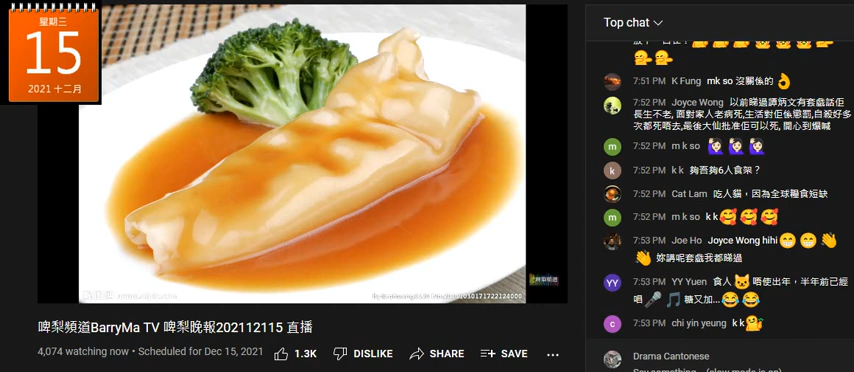 星期三
15
2021 十二月
啤梨頻道BarryMa TV 啤梨晚報202112115 直播
4,074 watching now • Scheduled for Dec 15, 2021
1.3K
DISLIKE
SHARE
SAVE
Top chat
7:51 PM K Fung mk so 沒關係的
7:52 PM Joyce Wong 以前睇過譚炳文有套戲話佢
長生不老, 面對家人老病死,生活對佢係懲罰,自殺好多
次都死唔去,最後大仙批准佢可以死, 開心到爆喊
m
7:52 PM m k so
k
7:52 PM k k 夠吾夠6人食架？
7:52 PM Cat Lam 吃人貓，因為全球糧食短缺
m
7:52 PM m k so k k
7:53 PM Joe Ho Joyce Wong hihi
妳講呢套戲我都睇過
YY
7:53 PM YY Yuen 食人 唔使出年，半年前已經
唱 糖又加...
c
7:53 PM chi yin yeung k k
Drama Cantonese